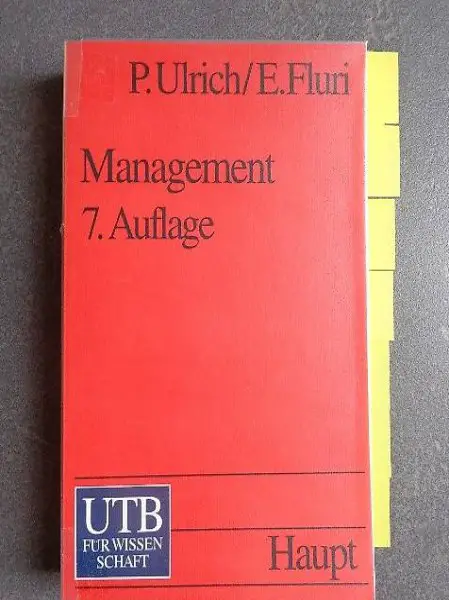 P. Ulrich/E. Fluri
Management
7. Auflage
UTB
FÜR WISSEN
SCHAFT
Haupt